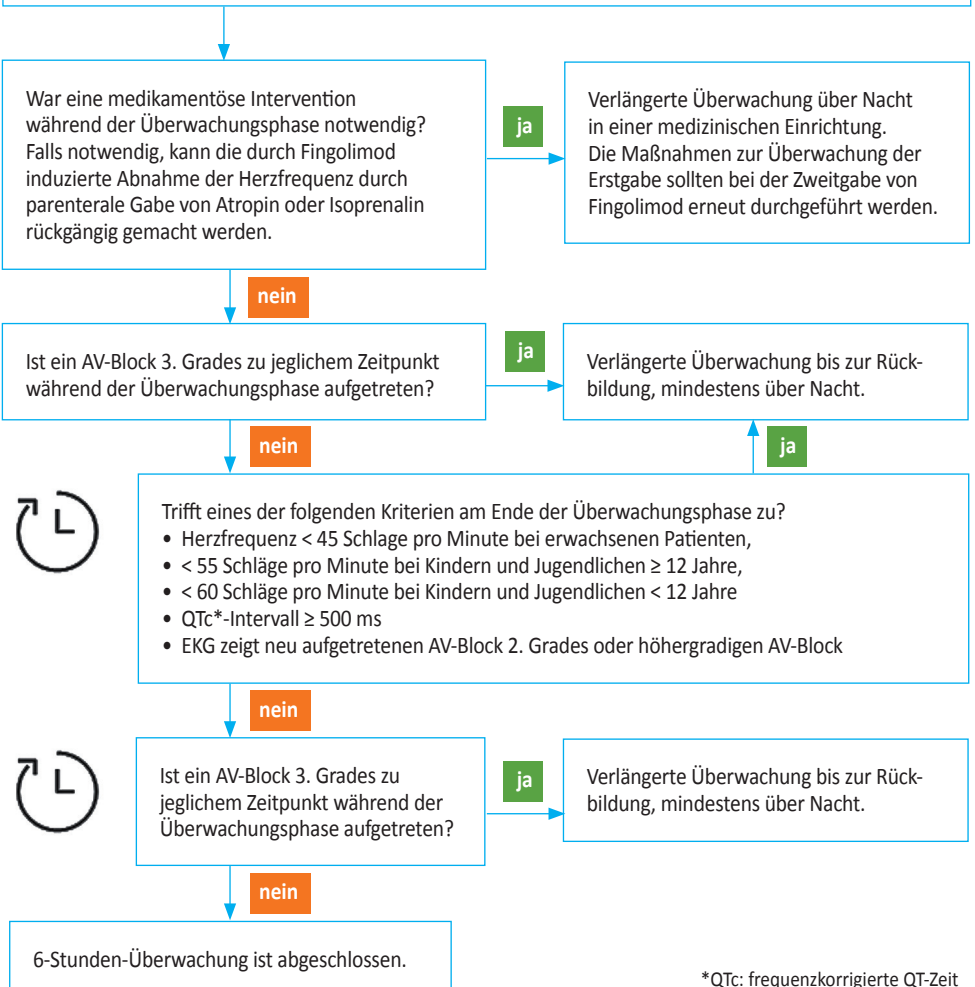 War eine medikamentöse Intervention
während der Überwachungsphase notwendig?
Falls notwendig, kann die durch Fingolimod
induzierte Abnahme der Herzfrequenz durch
parenterale Gabe von Atropin oder Isoprenalin
rückgängig gemacht werden.
ja
Verlängerte Überwachung über Nacht
in einer medizinischen Einrichtung.
Die Maßnahmen zur Überwachung der
Erstgabe sollten bei der Zweitgabe von
Fingolimod erneut durchgeführt werden.
nein
Ist ein AV-Block 3. Grades zu jeglichem Zeitpunkt
während der Überwachungsphase aufgetreten?
ja
Verlängerte Überwachung bis zur Rück-
bildung, mindestens über Nacht.
nein
ja
Trifft eines der folgenden Kriterien am Ende der Überwachungsphase zu?
• Herzfrequenz < 45 Schlage pro Minute bei erwachsenen Patienten,
• < 55 Schläge pro Minute bei Kindern und Jugendlichen ≥ 12 Jahre,
• < 60 Schläge pro Minute bei Kindern und Jugendlichen < 12 Jahre
• QTc*-Intervall ≥ 500 ms
• EKG zeigt neu aufgetretenen AV-Block 2. Grades oder höhergradigen AV-Block
nein
Ist ein AV-Block 3. Grades zu
jeglichem Zeitpunkt während der
Überwachungsphase aufgetreten?
ja
Verlängerte Überwachung bis zur Rück-
bildung, mindestens über Nacht.
nein
6-Stunden-Überwachung ist abgeschlossen.
*QTc: frequenzkorrigierte QT-Zeit